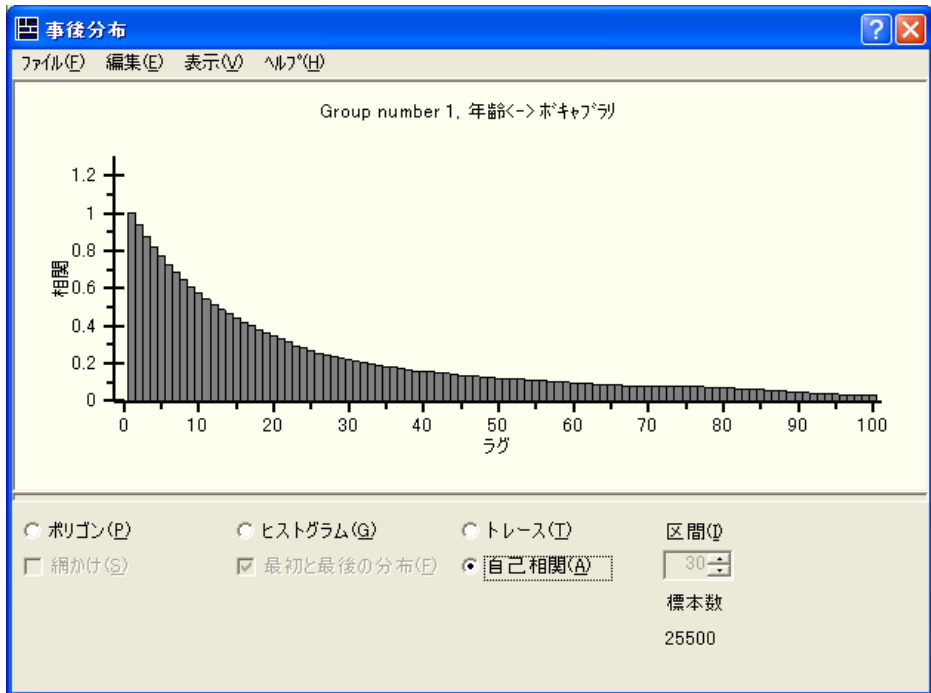 事後分布
ファイル(F) 編集(E) 表示(V) ヘルプ(H)
Group number 1, 年齢<-> ボキャブラリ
1.2
1
0.8
0.6
0.4
0.2
0
相関
0 10 20 30 40 50 60 70 80 90 100
ラグ
ポリゴン(P) ヒストグラム(G) トレース(T) 区間(I)
網かけ(S) 最初と最後の分布(F) 自己相関(A) 30
標本数
25500